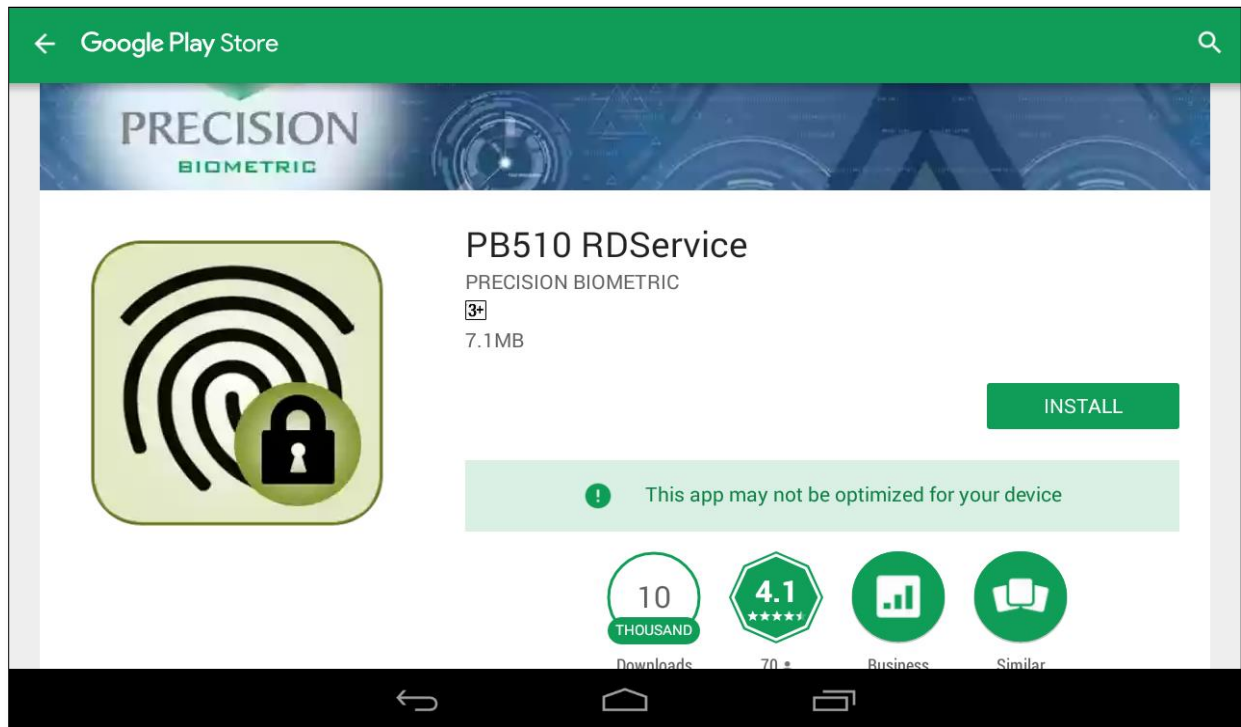 Google Play Store
PRECISION
BIOMETRIC
PB510 RDService
PRECISION BIOMETRIC
3+
7.1MB
INSTALL
! This app may not be optimized for your device
10
THOUSAND
Downloads
4.1
70
Business
Similar